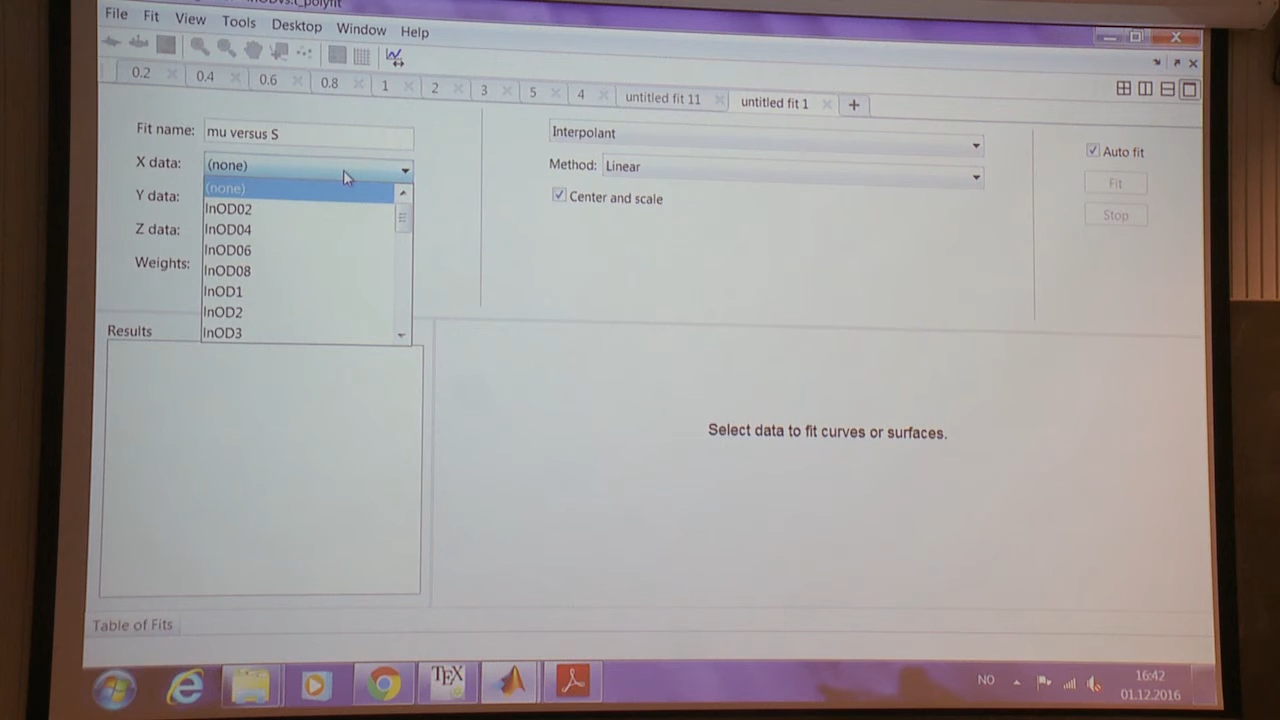 File Fit View Tools Desktop Window Help
0.2 0.4 0.6 0.8 1 2 3 5 4 untitled fit 11 untitled fit 1
Fit name: mu versus S
X data: (none)
(none)
lnOD02
lnOD04
lnOD06
lnOD08
lnOD1
lnOD2
lnOD3
Y data:
Z data:
Weights:
Interpolant
Method: Linear
Center and scale
Auto fit
Fit
Stop
Results
Select data to fit curves or surfaces.
Table of Fits
TEX
NO
16:42
01.12.2016